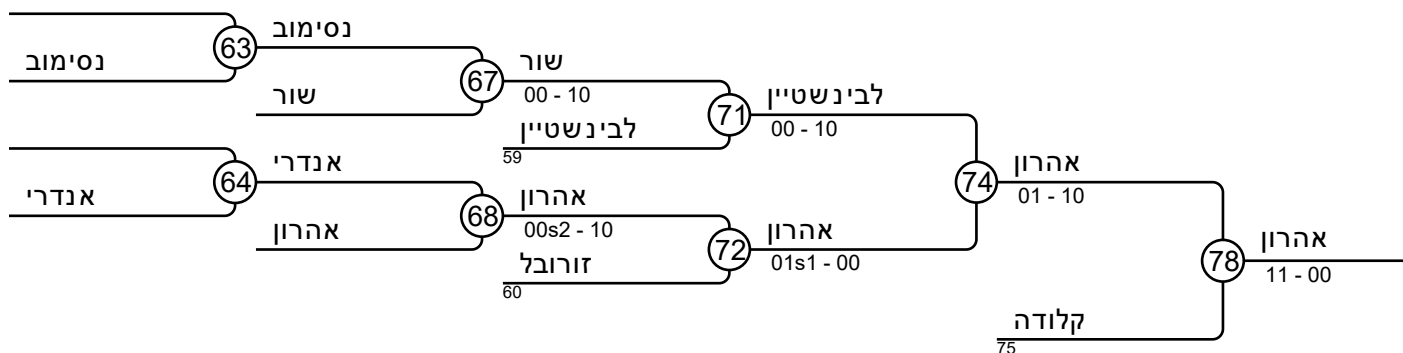 נסימוב
63
נסימוב
שור
67
שור
00 - 10
לבינשטיין
59
71
לבינשטיין
00 - 10
אנדרי
64
אנדרי
אהרון
68
אהרון
00s2 - 10
זורובל
60
72
אהרון
01s1 - 00
74
אהרון
01 - 10
קלודה
75
78
אהרון
11 - 00